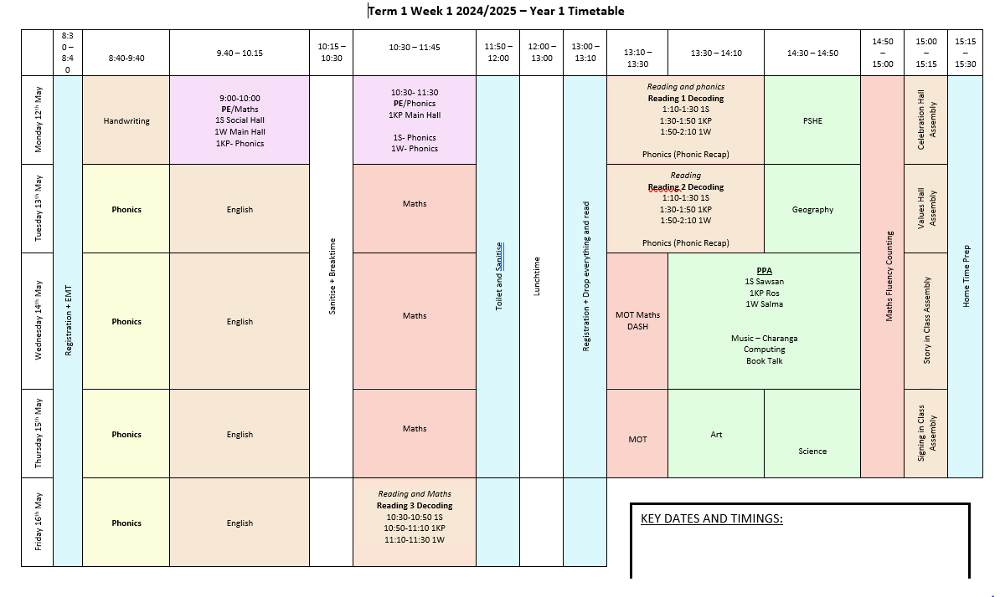 Term 1 Week 1 2024/2025 – Year 1 Timetable
8:3
0 –
8:4
0
8:40-9:40
9.40 – 10.15
10:15 –
10:30
10:30 – 11:45
11:50 –
12:00
12:00 –
13:00
13:00 –
13:10
13:10 –
13:30
13:30 – 14:10
14:30 – 14:50
14:50
–
15:00
15:00
–
15:15
15:15
–
15:30
Monday 12th May
Registration + EMT
Handwriting
9:00-10:00
PE/Maths
1S Social Hall
1W Main Hall
1KP- Phonics
Sanitise + Breaktime
10:30- 11:30
PE/Phonics
1KP Main Hall
1S- Phonics
1W- Phonics
Toilet and Sanitise
Lunchtime
Registration + Drop everything and read
Reading and phonics
Reading 1 Decoding
1:10-1:30 1S
1:30-1:50 1KP
1:50-2:10 1W
Phonics (Phonic Recap)
PSHE
Maths Fluency Counting
Celebration Hall
Assembly
Home Time Prep
Tuesday 13th May
Phonics
English
Maths
Reading
Reading 2 Decoding
1:10-1:30 1S
1:30-1:50 1KP
1:50-2:10 1W
Phonics (Phonic Recap)
Geography
Values Hall
Assembly
Wednesday 14th May
Phonics
English
Maths
MOT Maths
DASH
PPA
1S Sawsan
1KP Ros
1W Salma
Music – Charanga
Computing
Book Talk
Story in Class Assembly
Thursday 15th May
Phonics
English
Maths
MOT
Art
Science
Signing in Class
Assembly
Friday 16th May
Phonics
English
Reading and Maths
Reading 3 Decoding
10:30-10:50 1S
10:50-11:10 1KP
11:10-11:30 1W
KEY DATES AND TIMINGS: